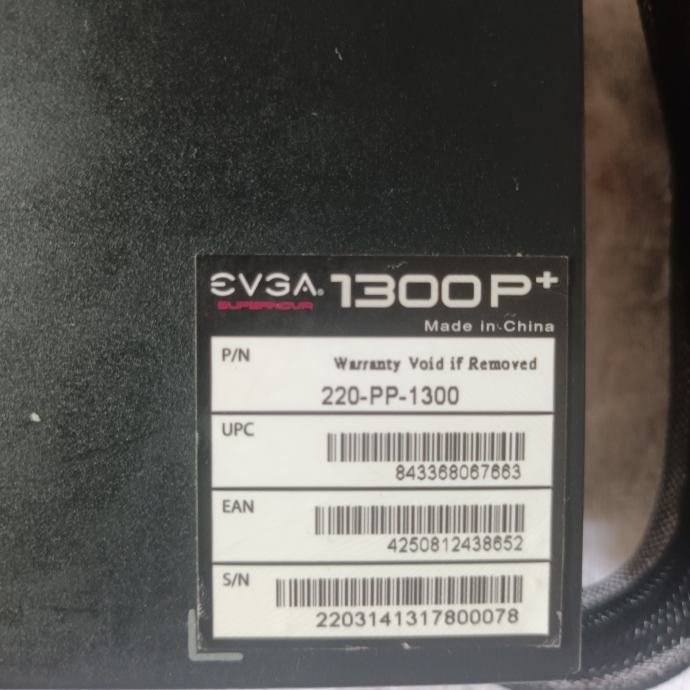 EVGA. 1300 P+
SUPERNOVA
Made in China
P/N
Warranty Void if Removed
220-PP-1300
UPC
843368067663
EAN
4250812438652
S/N
2203141317800078